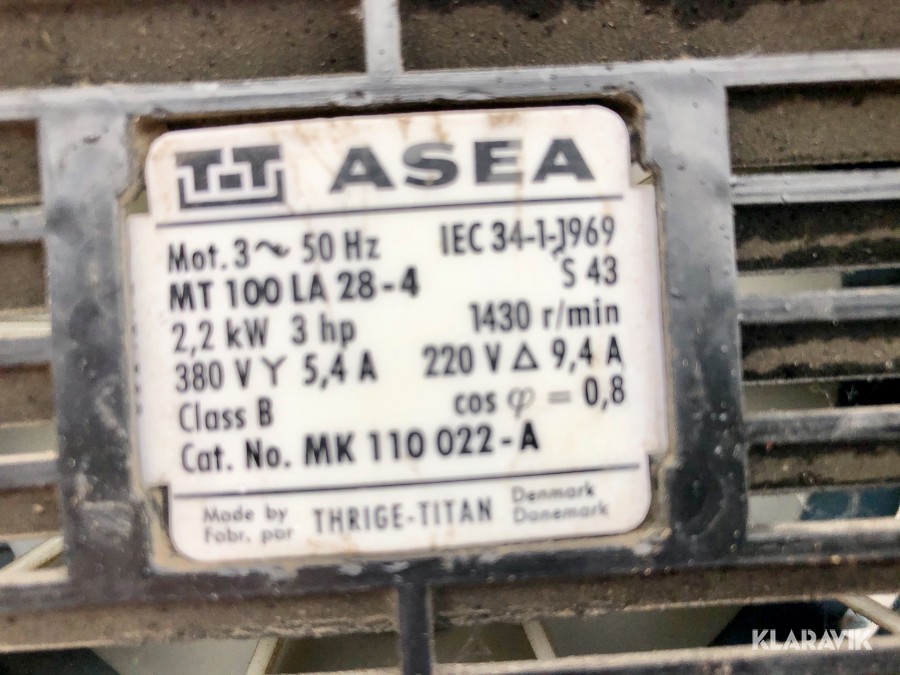 TT ASEA
Mot. 3~ 50 Hz IEC 34-1-1969
MT 100 LA 28-4 S 43
2,2 kW 3 hp 1430 r/min
380 V Y 5,4 A 220 V Δ 9,4 A
Class B cos φ = 0,8
Cat. No. MK 110 022-A
Made by THRIGE-TITAN Denmark
Fabr. par Danemark
KLARAVIK